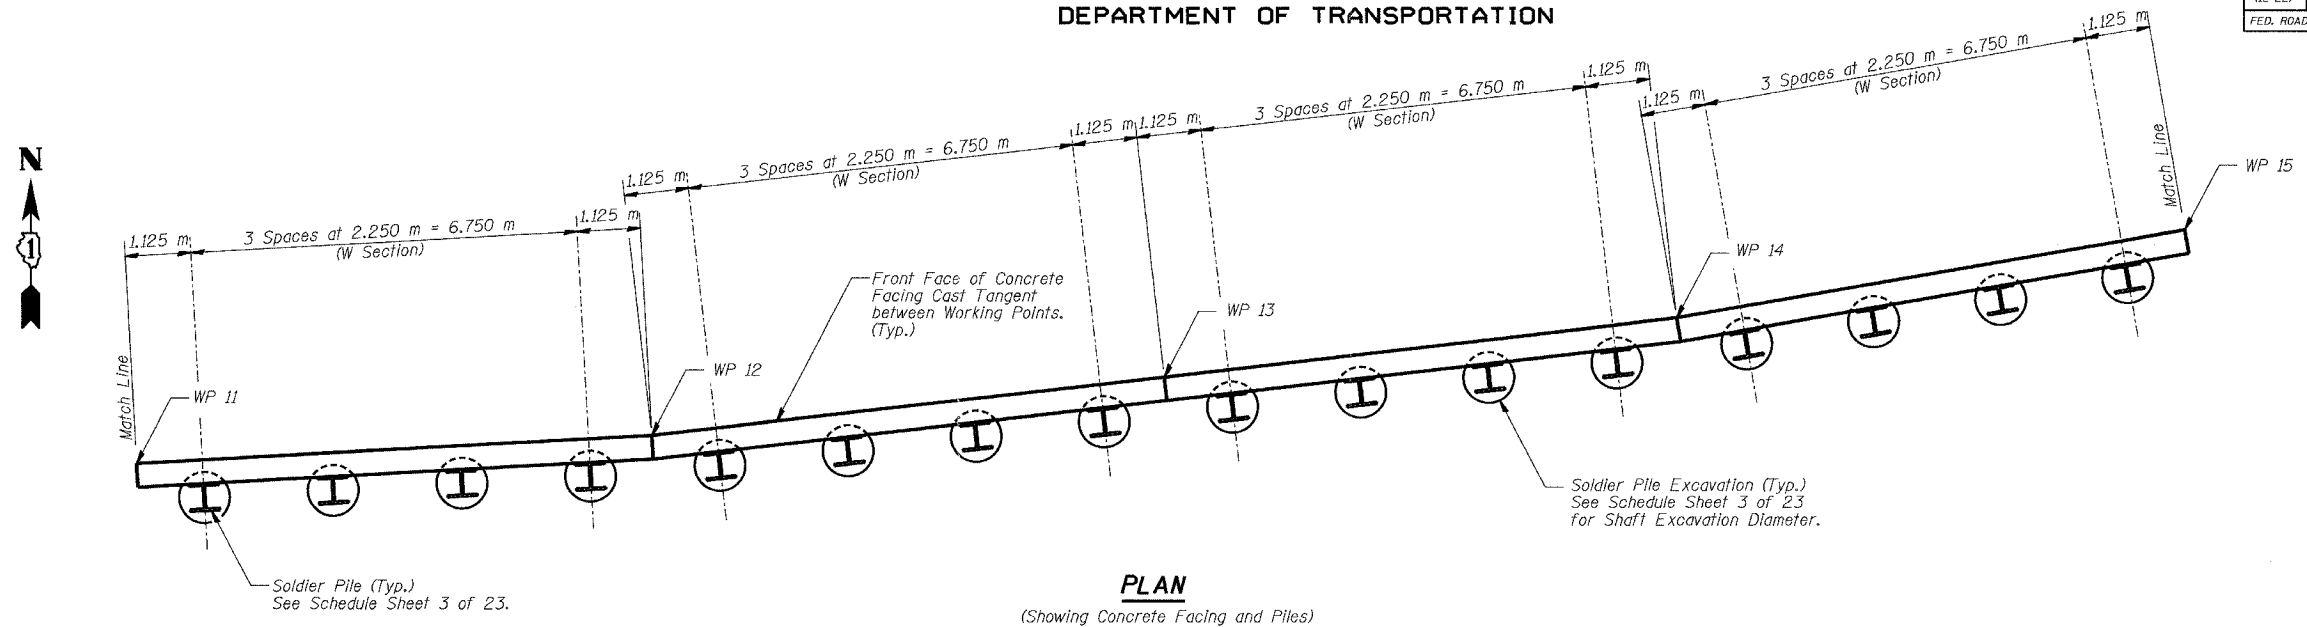 DEPARTMENT OF TRANSPORTATION
FED. ROAD
N
1
1.125 m
3 Spaces at 2.250 m = 6.750 m
(W Section)
1.125 m
1.125 m
3 Spaces at 2.250 m = 6.750 m
(W Section)
1.125 m
1.125 m
3 Spaces at 2.250 m = 6.750 m
(W Section)
1.125 m
1.125 m
3 Spaces at 2.250 m = 6.750 m
(W Section)
1.125 m
Match Line
WP 11
WP 12
Front Face of Concrete
Facing Cast Tangent
between Working Points.
(Typ.)
WP 13
WP 14
Match Line
WP 15
Soldier Pile (Typ.)
See Schedule Sheet 3 of 23.
Soldier Pile Excavation (Typ.)
See Schedule Sheet 3 of 23
for Shaft Excavation Diameter.
PLAN
(Showing Concrete Facing and Piles)